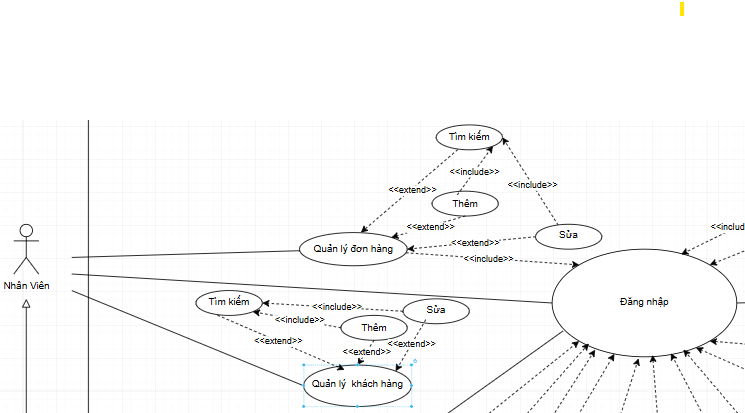 Tìm kiếm
<<include>>
<<extend>>
<<include>>
Thêm
<<extend>>
Sửa
<<includ
<<extend>>
Quản lý đơn hàng
<<include>>
Nhân Viên
Tìm kiếm
<<include>>
Sửa
Đăng nhập
<<include>>
Thêm
<<extend>>
<<extend>>
<<extend>>
Quản lý khách hàng